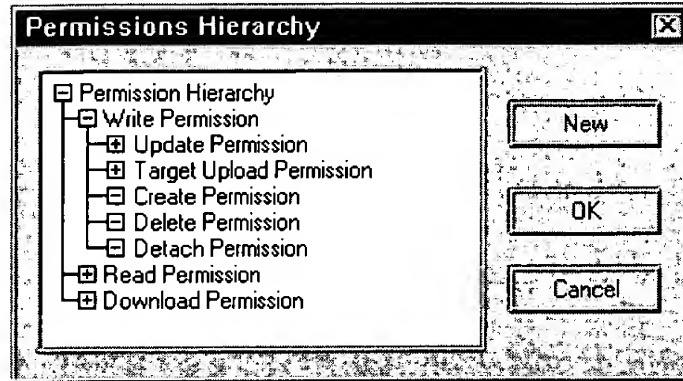 Permissions Hierarchy
Permission Hierarchy
Write Permission
Update Permission
Target Upload Permission
Create Permission
Delete Permission
Detach Permission
Read Permission
Download Permission
New
OK
Cancel